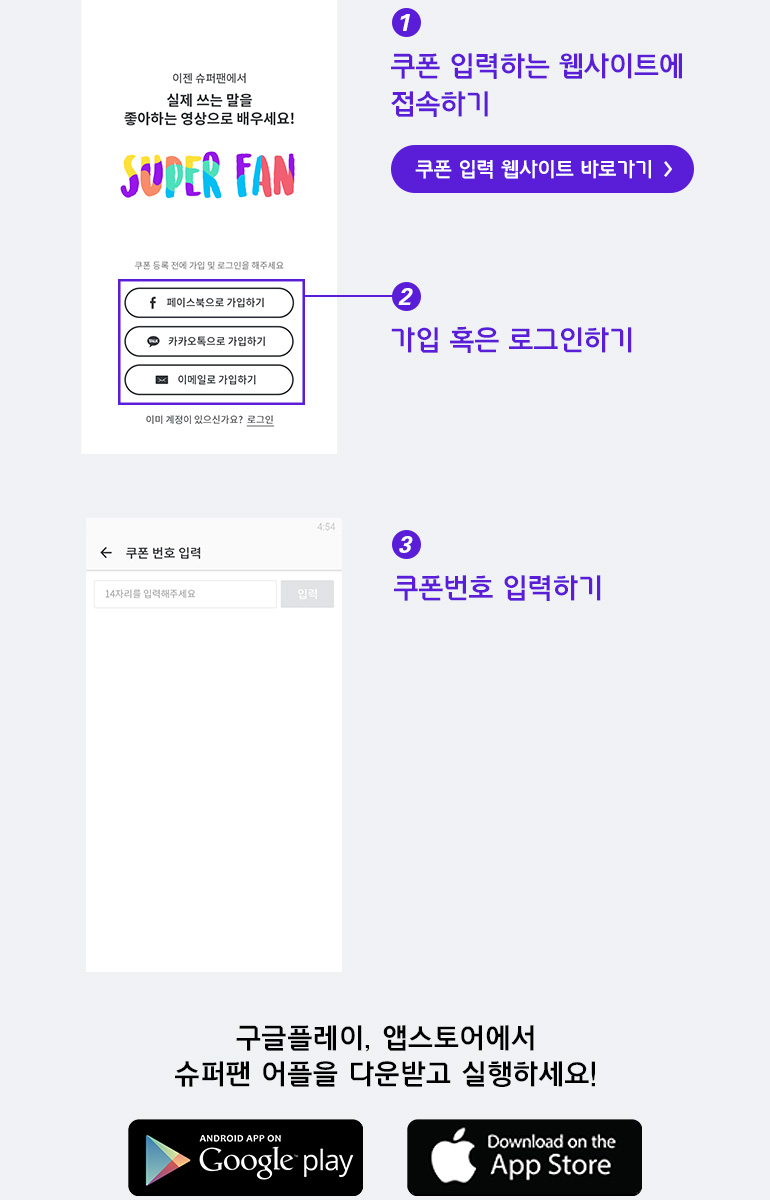 1
쿠폰 입력하는 웹사이트에
접속하기
쿠폰 입력 웹사이트 바로가기 >
이젠 슈퍼팬에서
실제 쓰는 말을
좋아하는 영상으로 배우세요!
SUPER FAN
쿠폰 등록 전에 가입 및 로그인을 해주세요
f 페이스북으로 가입하기
TALK 카카오톡으로 가입하기
이메일로 가입하기
이미 계정이 있으신가요? 로그인
2
가입 혹은 로그인하기
4:54
← 쿠폰 번호 입력
14자리를 입력해주세요 입력
3
쿠폰번호 입력하기
구글플레이, 앱스토어에서
슈퍼팬 어플을 다운받고 실행하세요!
ANDROID APP ON
Google play
Download on the
App Store